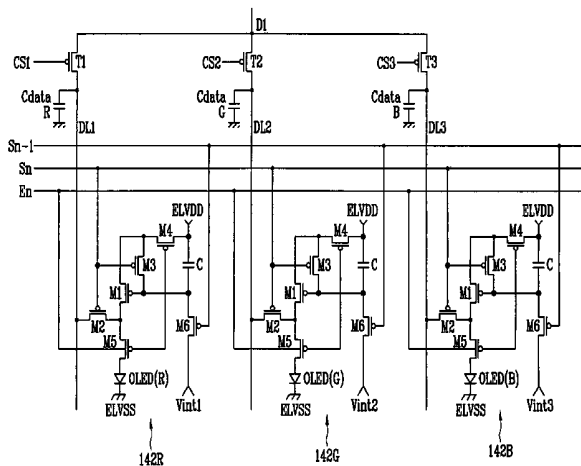 D1
CS1 T1 CS2 T2 CS3 T3
Cdata R Cdata G Cdata B
DL1 DL2 DL3
Sn-1
Sn
En
ELVDD ELVDD ELVDD
M4 M4 M4
M3 C M3 C M3 C
M1 M1 M1
M2 M6 M2 M6 M2 M6
M5 M5 M5
OLED(R) OLED(G) OLED(B)
ELVSS Vint1 ELVSS Vint2 ELVSS Vint3
142R 142G 142B